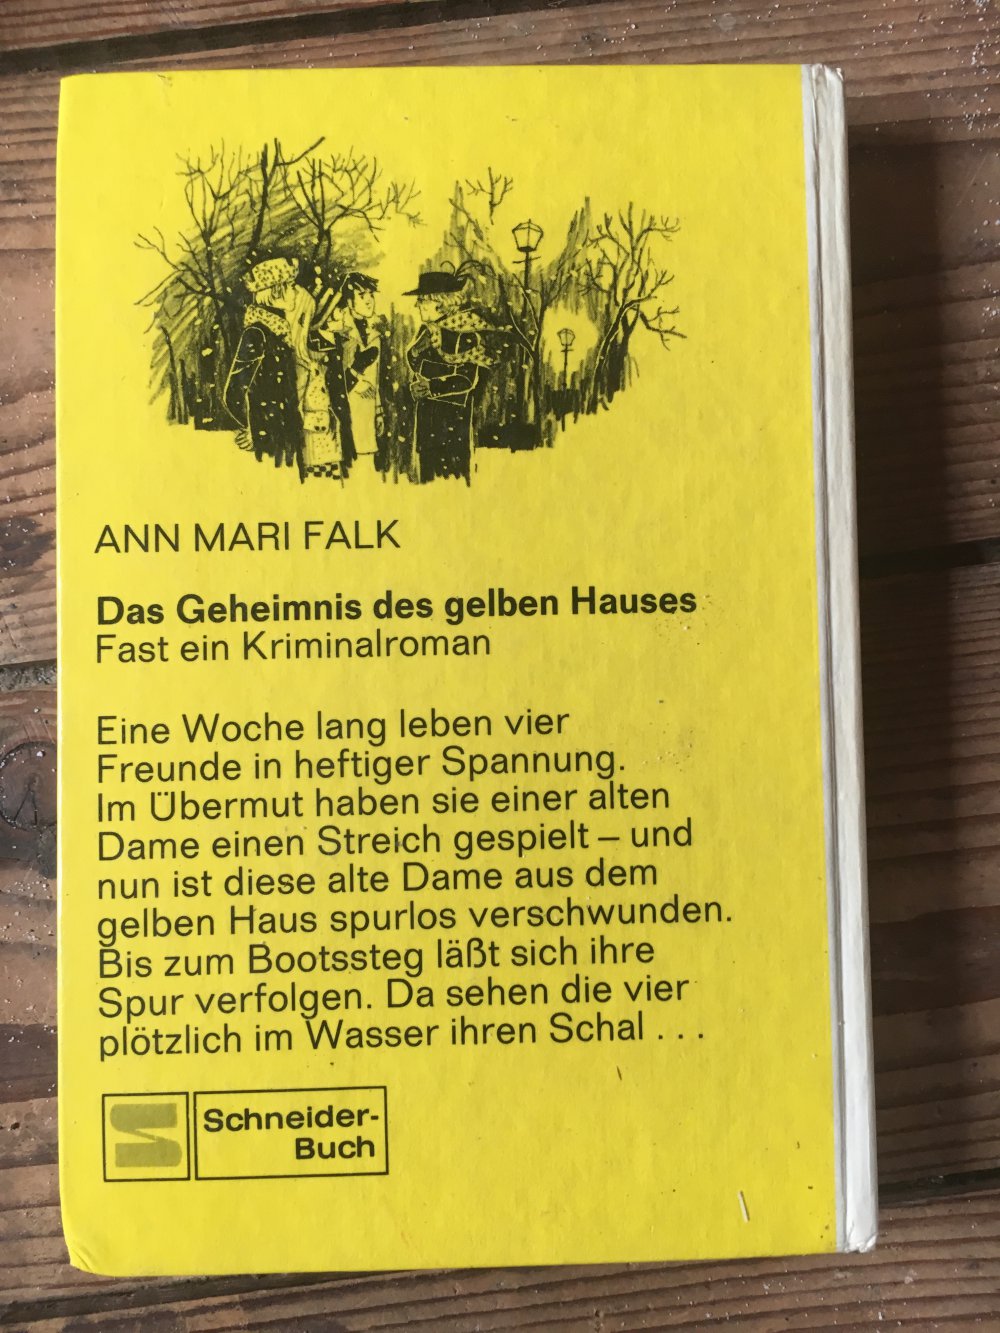 ANN MARI FALK
Das Geheimnis des gelben Hauses
Fast ein Kriminalroman
Eine Woche lang leben vier
Freunde in heftiger Spannung.
Im Übermut haben sie einer alten
Dame einen Streich gespielt – und
nun ist diese alte Dame aus dem
gelben Haus spurlos verschwunden.
Bis zum Bootssteg läßt sich ihre
Spur verfolgen. Da sehen die vier
plötzlich im Wasser ihren Schal . . .
Schneider-
Buch